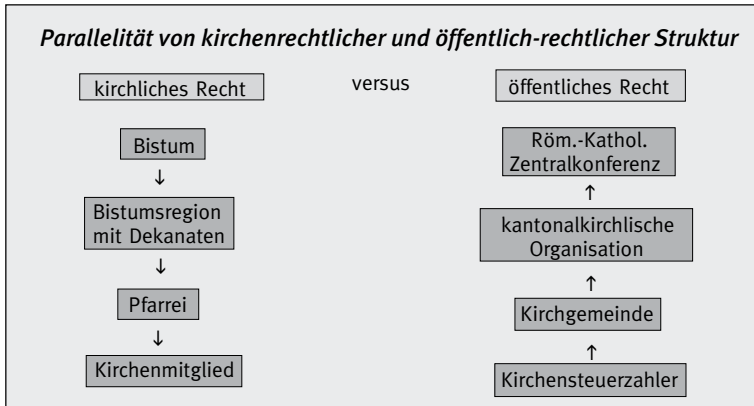 Parallelität von kirchenrechtlicher und öffentlich-rechtlicher Struktur
kirchliches Recht
versus
öffentliches Recht
Bistum
↓
Bistumsregion
mit Dekanaten
↓
Pfarrei
↓
Kirchenmitglied
Röm.-Kathol.
Zentralkonferenz
↑
kantonalkirchlische
Organisation
↑
Kirchgemeinde
↑
Kirchensteuerzahler